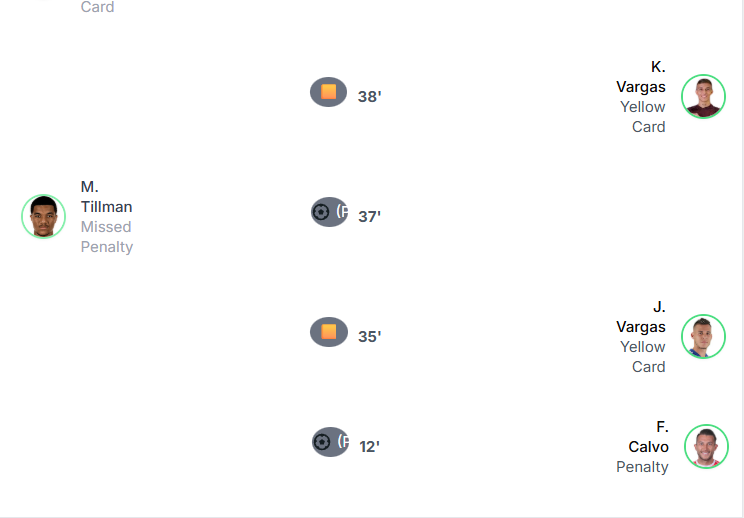 Card
K.
Vargas
Yellow
Card
38'
M.
Tillman
Missed
Penalty
(P
37'
J.
Vargas
Yellow
Card
35'
F.
Calvo
Penalty
(P
12'